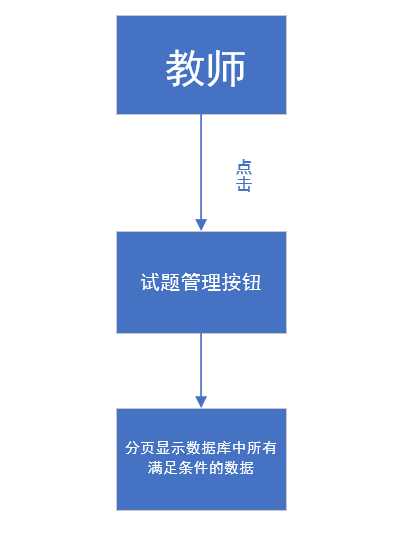 教师
点
击
试题管理按钮
分页显示数据库中所有
满足条件的数据